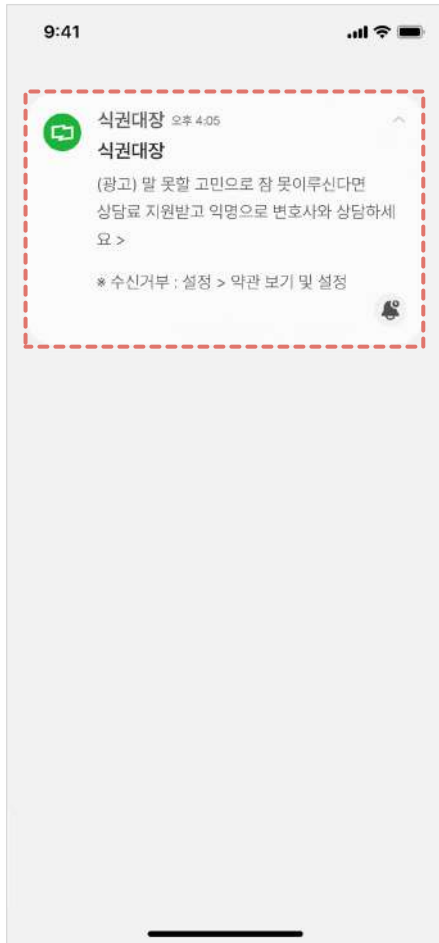 9:41
식권대장 오후 4:05
식권대장
(광고) 말 못할 고민으로 잠 못이루신다면
상담료 지원받고 익명으로 변호사와 상담하세
요 >
※ 수신거부 : 설정 > 약관 보기 및 설정